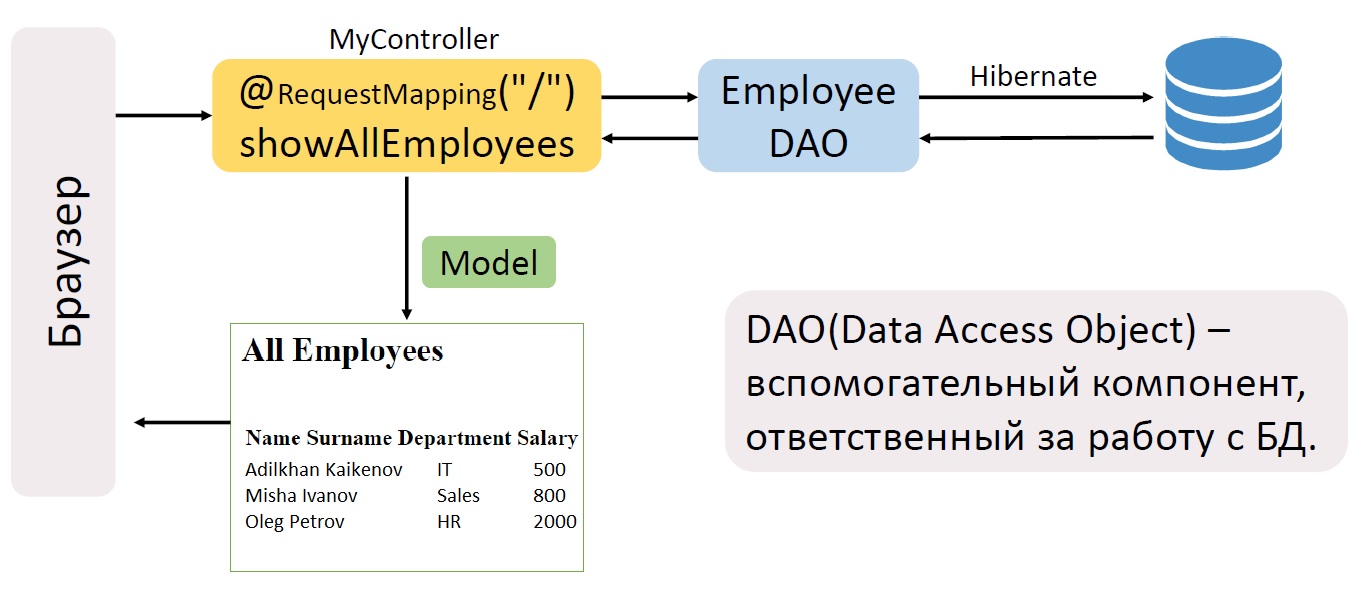 MyController
@RequestMapping("/")
showAllEmployees
Employee
DAO
Hibernate
Браузер
Model
All Employees
Name Surname Department Salary
Adilkhan Kaikenov IT 500
Misha Ivanov Sales 800
Oleg Petrov HR 2000
DAO(Data Access Object) –
вспомогательный компонент,
ответственный за работу с БД.